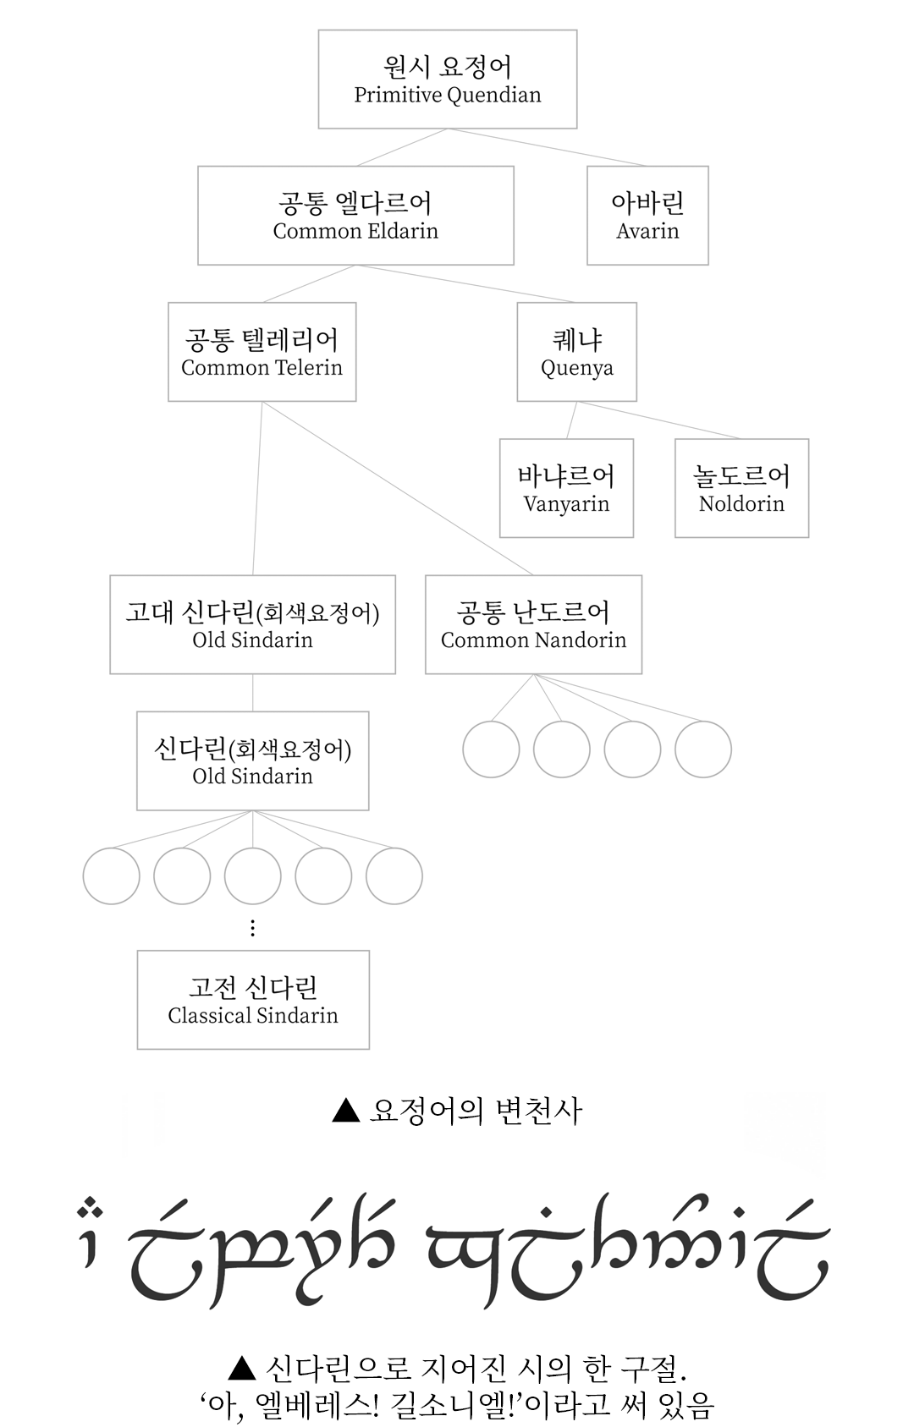 원시 요정어
Primitive Quendian
공통 엘다르어
Common Eldarin
아바린
Avarin
공통 텔레리어
Common Telerin
퀘냐
Quenya
바냐르어
Vanyarin
놀도르어
Noldorin
고대 신다린(회색요정어)
Old Sindarin
공통 난도르어
Common Nandorin
신다린(회색요정어)
Old Sindarin
⋮
고전 신다린
Classical Sindarin
▲ 요정어의 변천사
▲ 신다린으로 지어진 시의 한 구절.
‘아, 엘베레스! 길소니엘!’이라고 써 있음